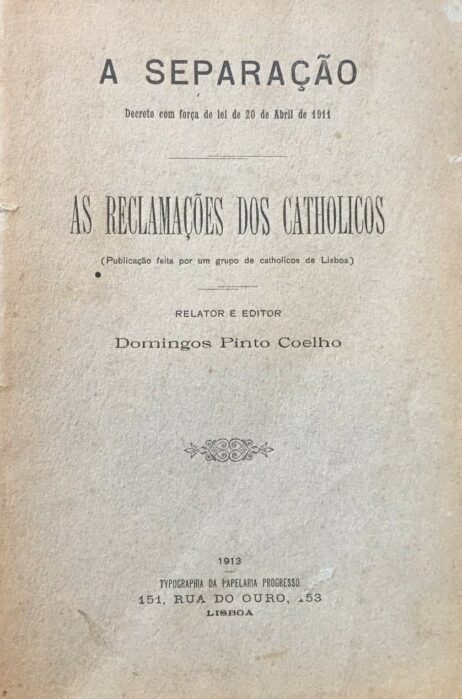 A SEPARAÇÃO
Decreto com força de lei de 20 de Abril de 1911
AS RECLAMAÇÕES DOS CATHOLICOS
(Publicação feita por um grupo de catholicos de Lisboa)
RELATOR E EDITOR
Domingos Pinto Coelho
1913
TYPOGRAPHIA DA PAPELARIA PROGRESSO
151, RUA DO OURO, 153
LISBOA